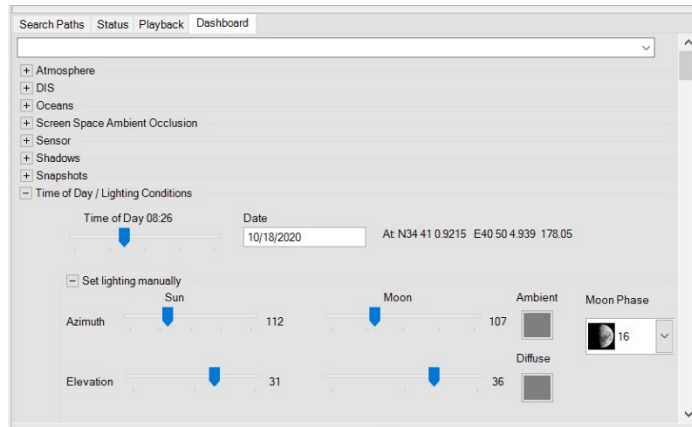 Search Paths Status Playback Dashboard
Atmosphere
DIS
Oceans
Screen Space Ambient Occlusion
Sensor
Shadows
Snapshots
Time of Day / Lighting Conditions
Time of Day 08:26 Date
10/18/2020 At: N34 41 0.9215 E40 50 4.939 178.05
Set lighting manually
Sun Moon Ambient Moon Phase
Azimuth 112 107 16
Diffuse
Elevation 31 36